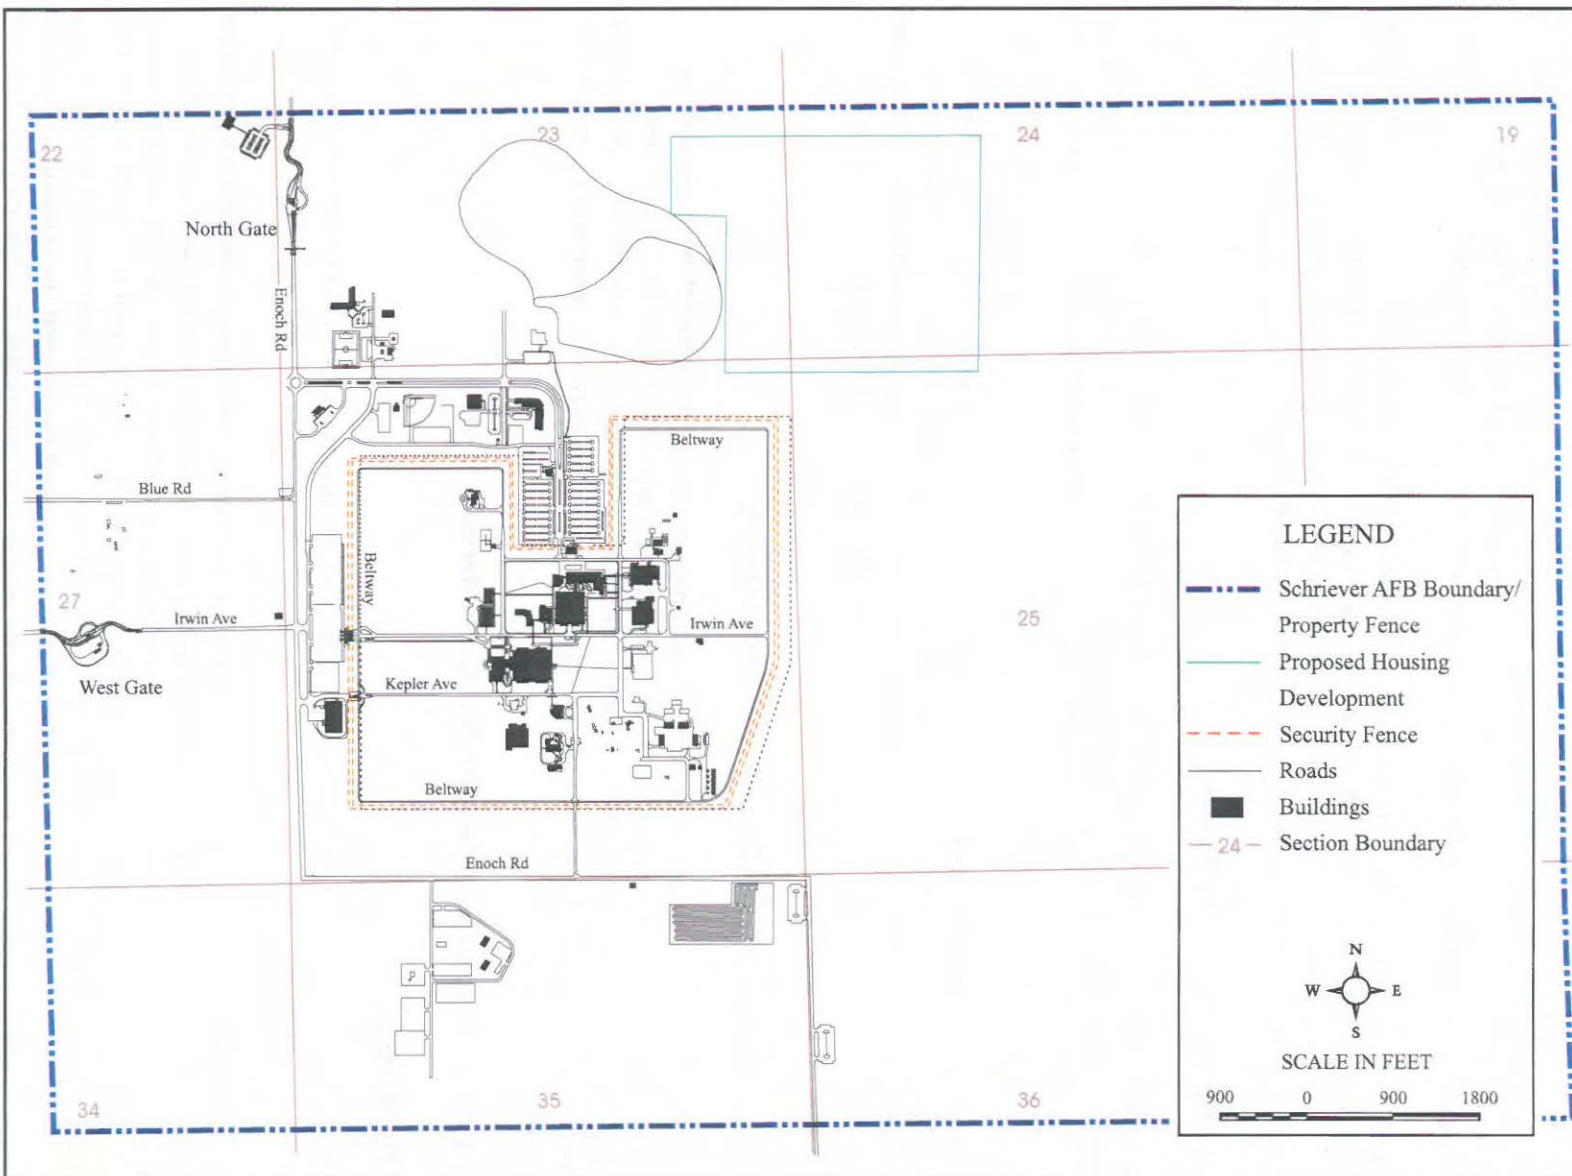 22
23
24
19
North Gate
Enoch Rd
Beltway
Blue Rd
Beltway
27
Irwin Ave
Irwin Ave
25
West Gate
Kepler Ave
Beltway
Enoch Rd
34
35
36
LEGEND
Schriever AFB Boundary/
Property Fence
Proposed Housing
Development
Security Fence
Roads
Buildings
24
Section Boundary
N
W
E
S
SCALE IN FEET
900 0 900 1800